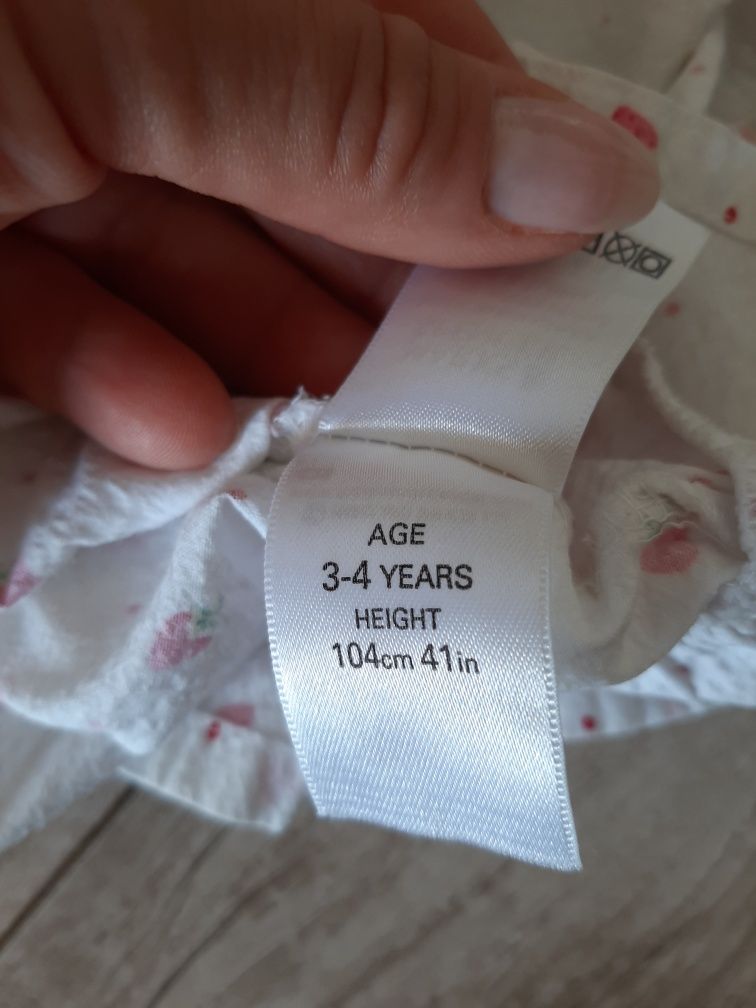 AGE
3-4 YEARS
HEIGHT
104cm 41in